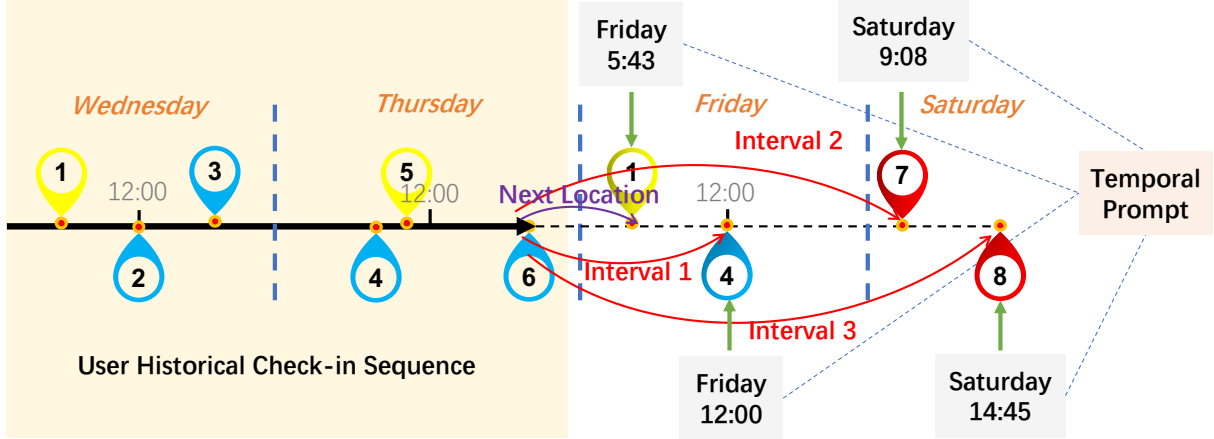 Friday
5:43
Saturday
9:08
Wednesday
Thursday
Friday
Saturday
Interval 2
1
12:00
3
5
12:00
Next Location
1
12:00
7
Temporal
Prompt
2
4
6
Interval 1
4
8
Interval 3
User Historical Check-in Sequence
Friday
12:00
Saturday
14:45